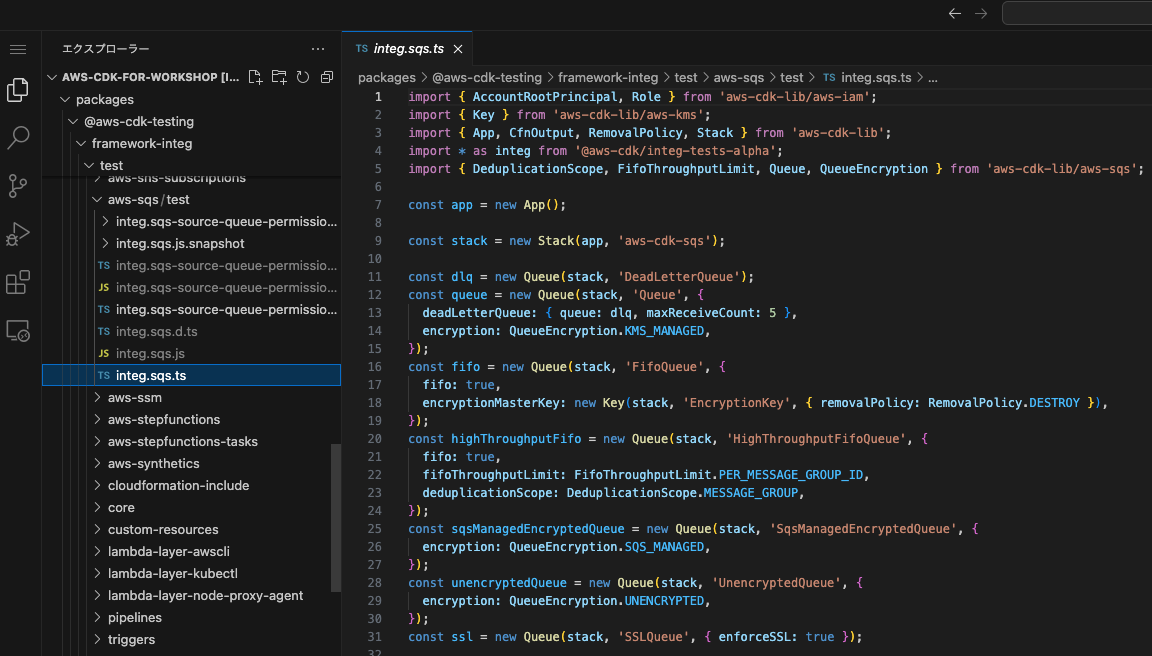 エクスプローラー
AWS-CDK-FOR-WORKSHOP [I...
packages
@aws-cdk-testing
framework-integ
test
aws-sns-subscriptions
aws-sqs/test
integ.sqs-source-queue-permissio...
integ.sqs.js.snapshot
TS integ.sqs-source-queue-permissio...
JS integ.sqs-source-queue-permissio...
TS integ.sqs-source-queue-permissio...
TS integ.sqs.d.ts
JS integ.sqs.js
TS integ.sqs.ts
aws-ssm
aws-stepfunctions
aws-stepfunctions-tasks
aws-synthetics
cloudformation-include
core
custom-resources
lambda-layer-awscli
lambda-layer-kubectl
lambda-layer-node-proxy-agent
pipelines
triggers
TS integ.sqs.ts
packages > @aws-cdk-testing > framework-integ > test > aws-sqs > test > TS integ.sqs.ts > ...
1 import { AccountRootPrincipal, Role } from 'aws-cdk-lib/aws-iam';
2 import { Key } from 'aws-cdk-lib/aws-kms';
3 import { App, CfnOutput, RemovalPolicy, Stack } from 'aws-cdk-lib';
4 import * as integ from '@aws-cdk/integ-tests-alpha';
5 import { DeduplicationScope, FifoThroughputLimit, Queue, QueueEncryption } from 'aws-cdk-lib/aws-sqs';
6
7 const app = new App();
8
9 const stack = new Stack(app, 'aws-cdk-sqs');
10
11 const dlq = new Queue(stack, 'DeadLetterQueue');
12 const queue = new Queue(stack, 'Queue', {
13 deadLetterQueue: { queue: dlq, maxReceiveCount: 5 },
14 encryption: QueueEncryption.KMS_MANAGED,
15 });
16 const fifo = new Queue(stack, 'FifoQueue', {
17 fifo: true,
18 encryptionMasterKey: new Key(stack, 'EncryptionKey', { removalPolicy: RemovalPolicy.DESTROY }),
19 });
20 const highThroughputFifo = new Queue(stack, 'HighThroughputFifoQueue', {
21 fifo: true,
22 fifoThroughputLimit: FifoThroughputLimit.PER_MESSAGE_GROUP_ID,
23 deduplicationScope: DeduplicationScope.MESSAGE_GROUP,
24 });
25 const sqsManagedEncryptedQueue = new Queue(stack, 'SqsManagedEncryptedQueue', {
26 encryption: QueueEncryption.SQS_MANAGED,
27 });
28 const unencryptedQueue = new Queue(stack, 'UnencryptedQueue', {
29 encryption: QueueEncryption.UNENCRYPTED,
30 });
31 const ssl = new Queue(stack, 'SSLQueue', { enforceSSL: true });
32